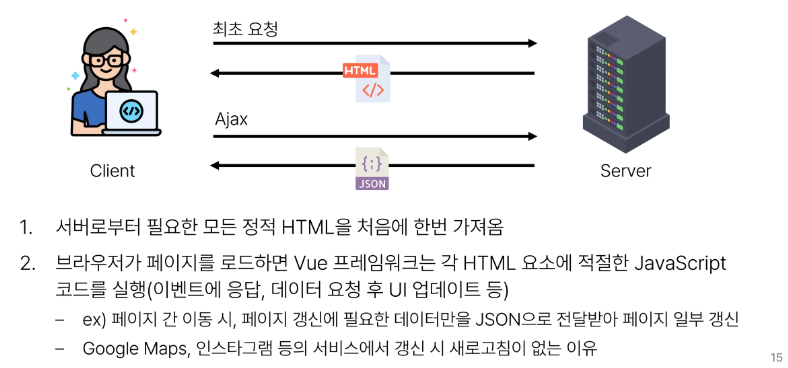 최초 요청
HTML
</>
</>
Ajax
{;}
JSON
Client
Server
1. 서버로부터 필요한 모든 정적 HTML을 처음에 한번 가져옴
2. 브라우저가 페이지를 로드하면 Vue 프레임워크는 각 HTML 요소에 적절한 JavaScript
코드를 실행(이벤트에 응답, 데이터 요청 후 UI 업데이트 등)
– ex) 페이지 간 이동 시, 페이지 갱신에 필요한 데이터만을 JSON으로 전달받아 페이지 일부 갱신
– Google Maps, 인스타그램 등의 서비스에서 갱신 시 새로고침이 없는 이유
15